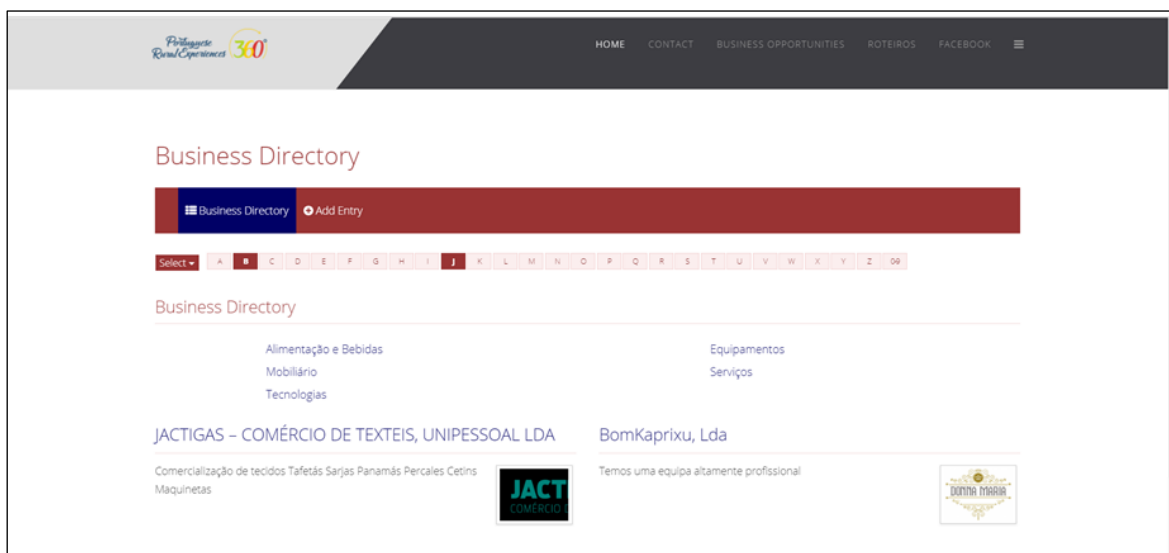 Portuguese
Rural Experiences 360°
HOME CONTACT BUSINESS OPPORTUNITIES ROTEIROS FACEBOOK
Business Directory
Business Directory Add Entry
Select A B C D E F G H I J K L M N O P Q R S T U V W X Y Z 09
Business Directory
Alimentação e Bebidas Equipamentos
Mobiliário Serviços
Tecnologias
JACTIGAS – COMÉRCIO DE TEXTEIS, UNIPESSOAL LDA BomKaprixu, Lda
Comercialização de tecidos Tafetás Sarjas Panamás Percales Cetins Temos uma equipa altamente profissional
Maquinetas
JACT
COMÉRCIO D
DONNA MARIA